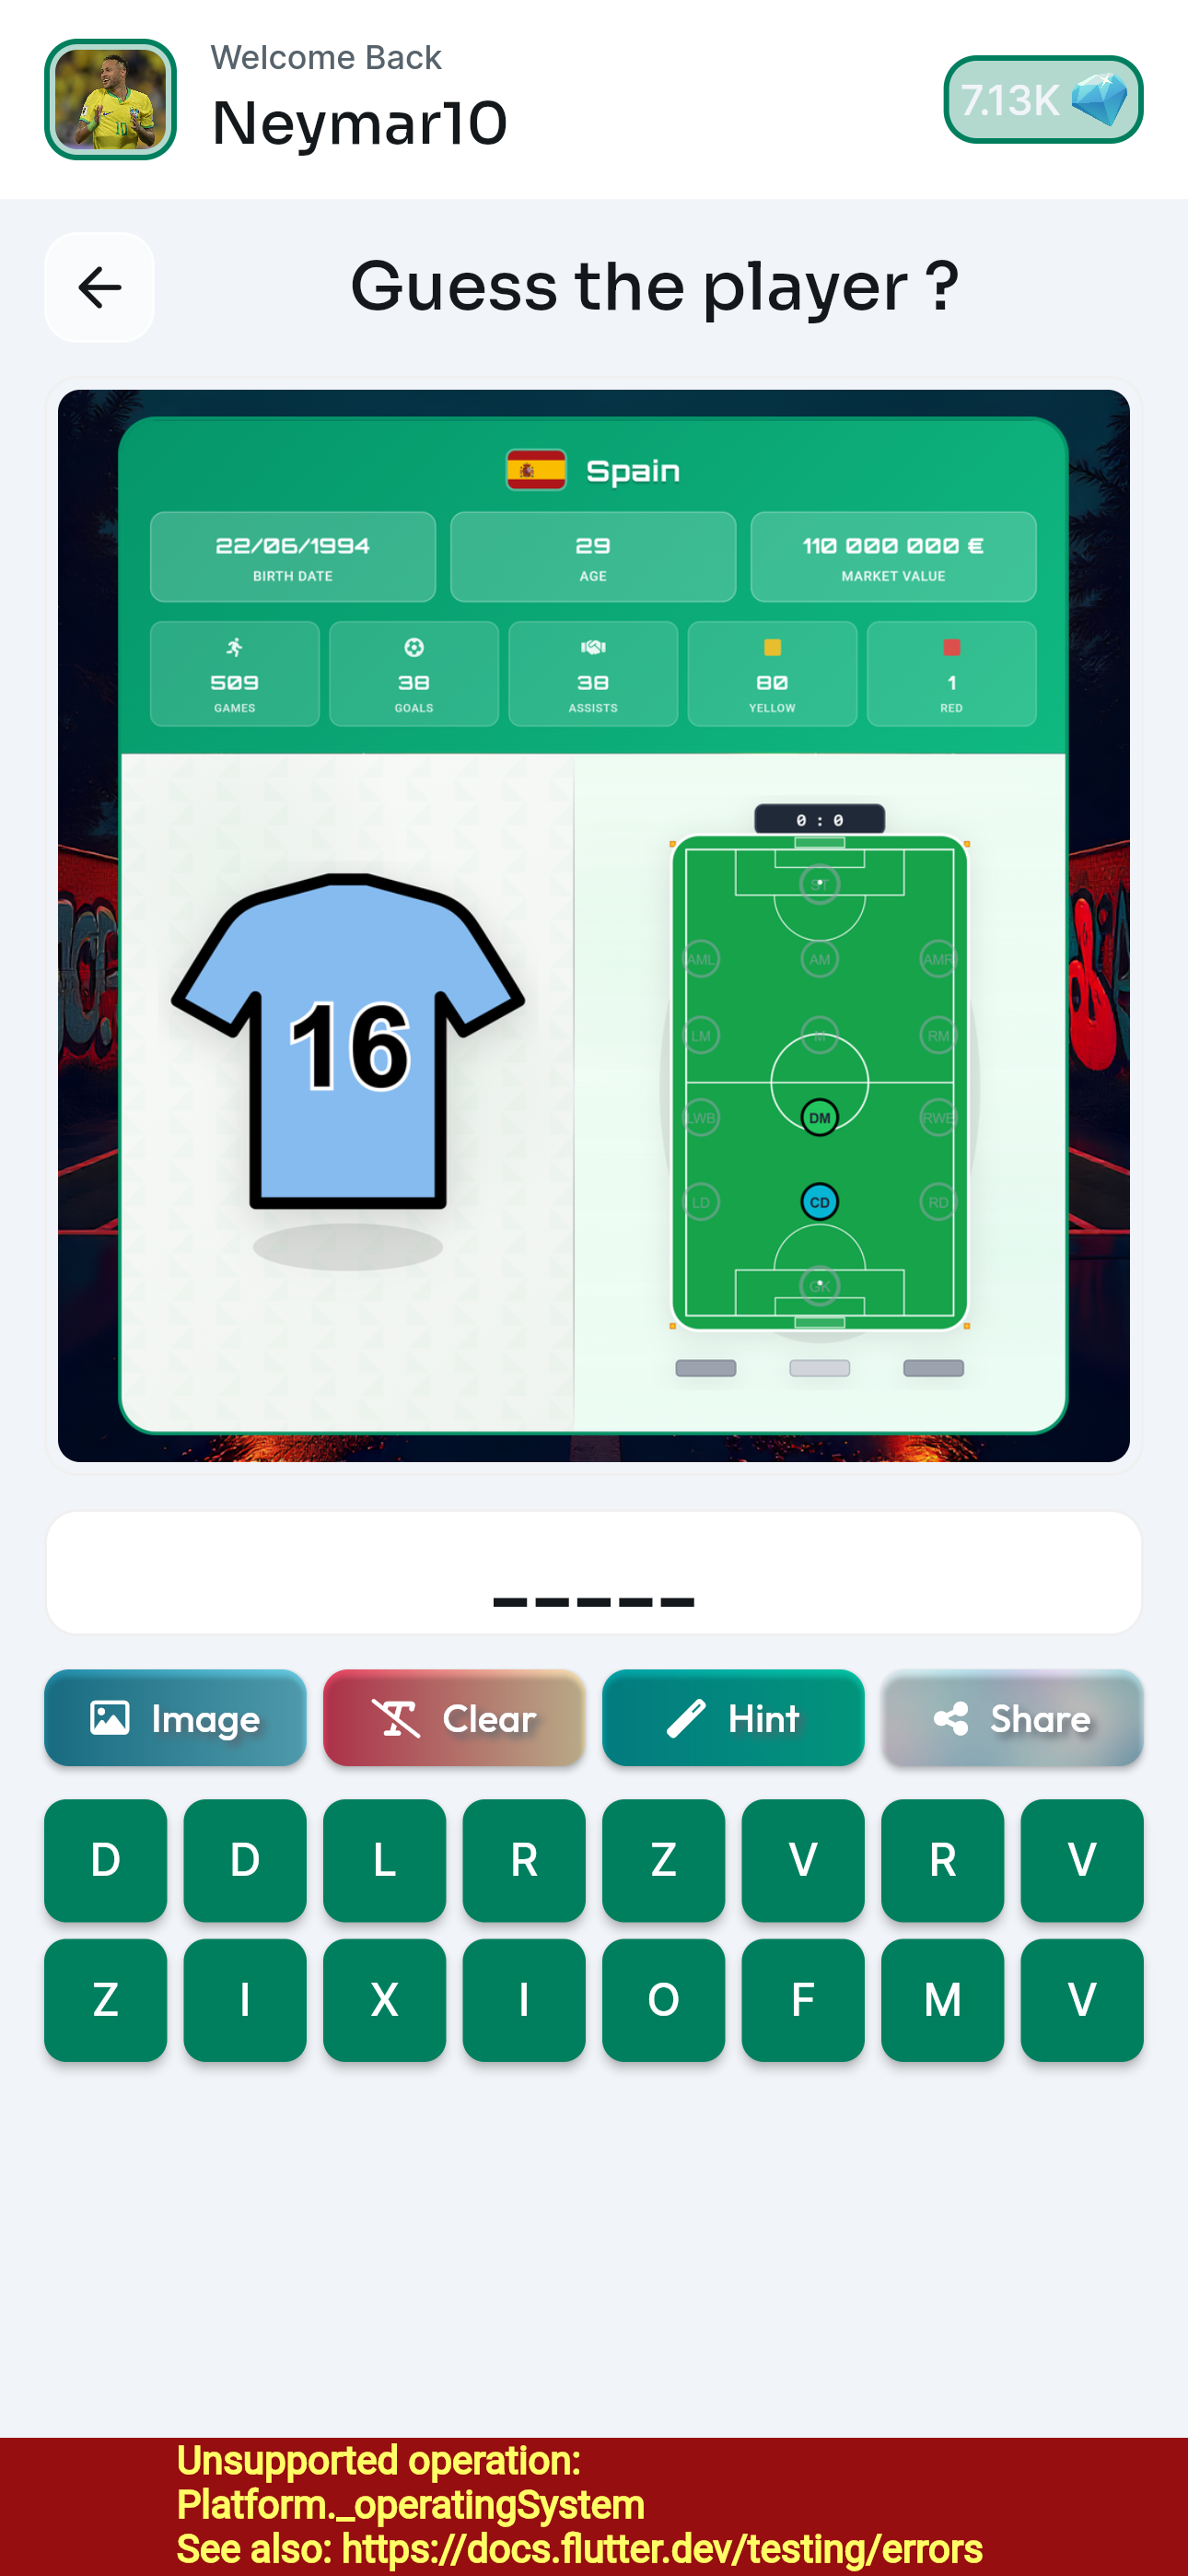 Welcome Back
Neymar10
7.13K
Guess the player ?
Spain
22/06/1994
BIRTH DATE
29
AGE
110 000 000 €
MARKET VALUE
509
GAMES
38
GOALS
38
ASSISTS
80
YELLOW
1
RED
0 : 0
16
ST
AML
AM
AMR
LM
M
RM
LWB
DM
RWB
LD
CD
RD
GK
_____
Image
Clear
Hint
Share
D D L R Z V R V
Z I X I O F M V
Unsupported operation:
Platform._operatingSystem
See also: https://docs.flutter.dev/testing/errors